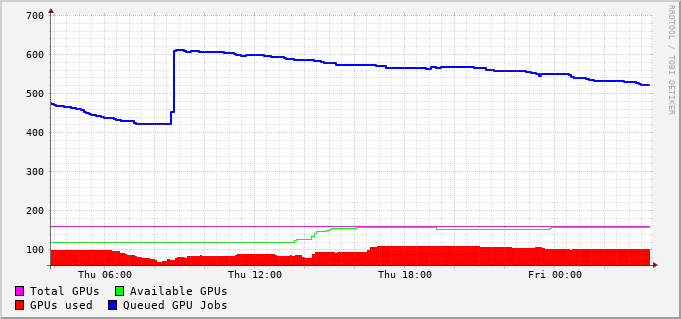 700
600
500
400
300
200
100
Thu 06:00 Thu 12:00 Thu 18:00 Fri 00:00
Total GPUs Available GPUs
GPUs used Queued GPU Jobs
RRDTOOL / TOBI OETIKER